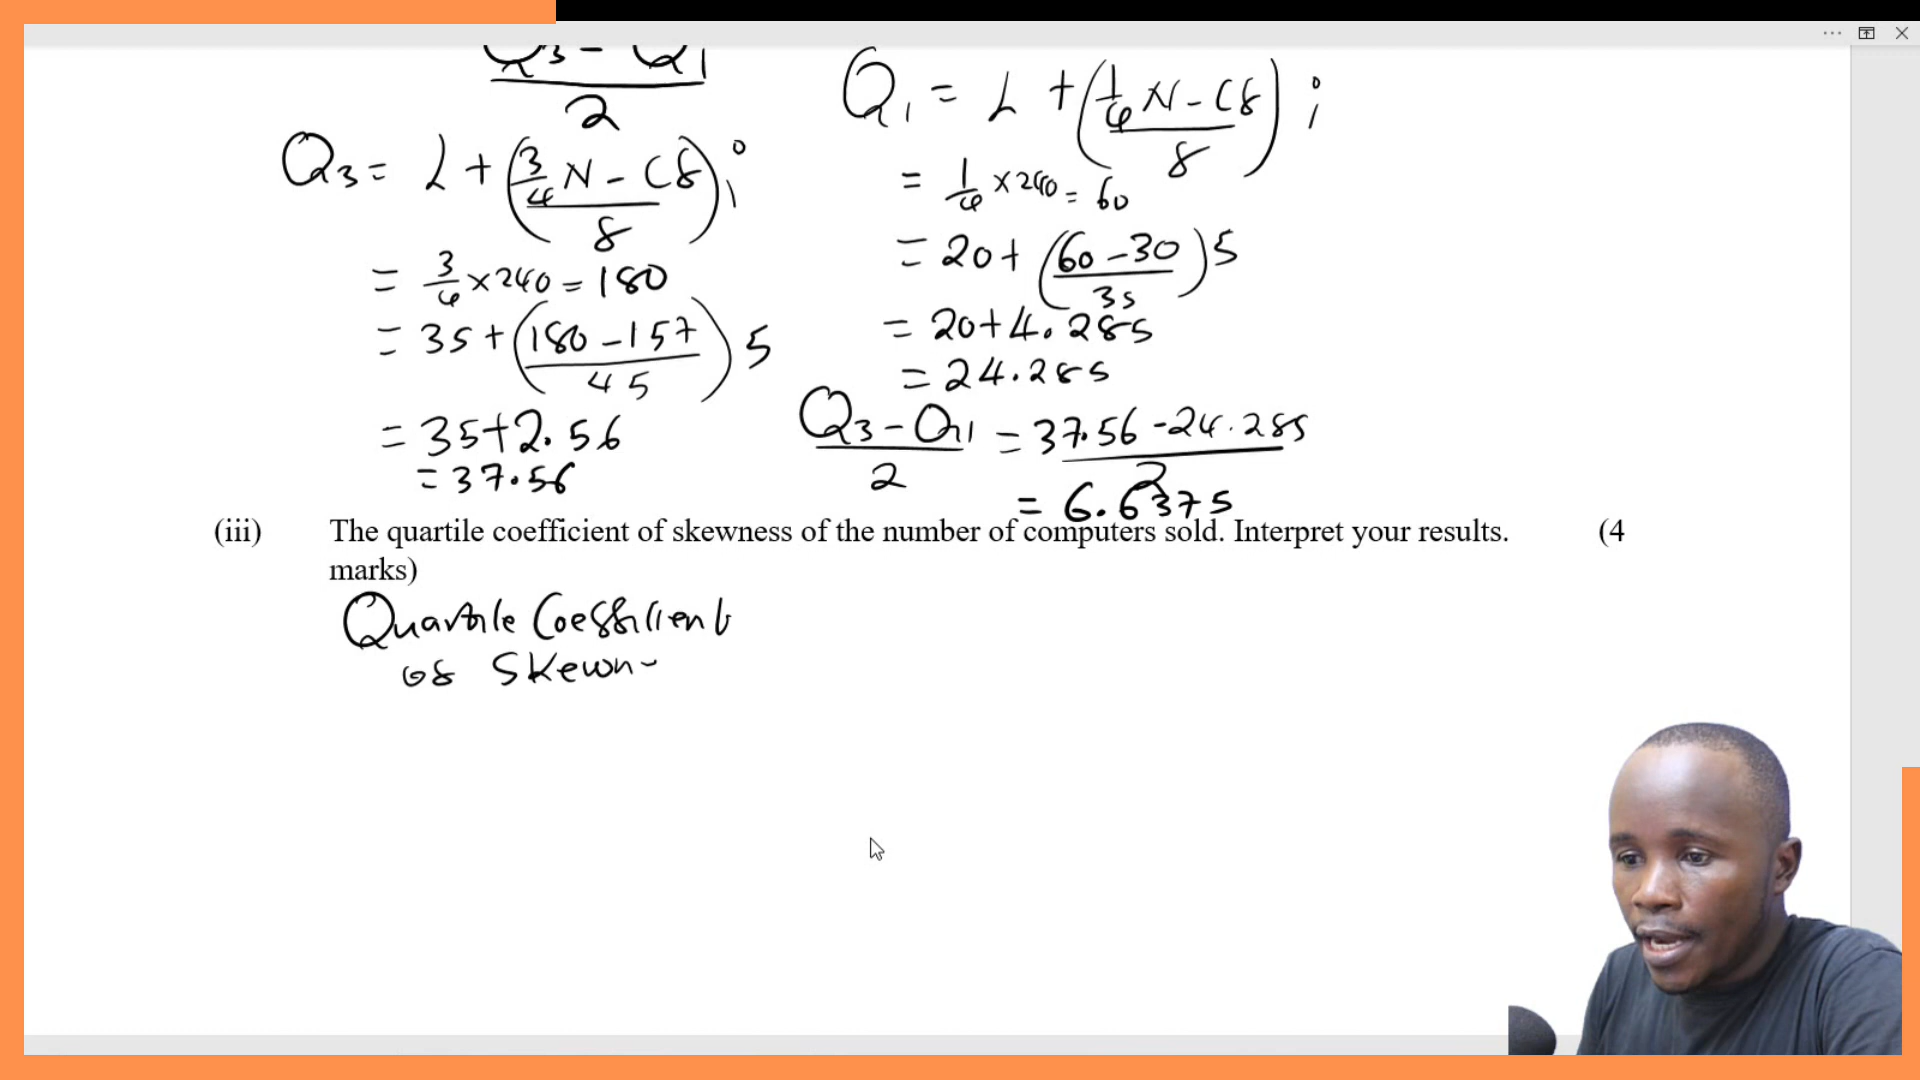 Q3 - Q1
2
Q3 = L + (3/4 N - Cf / f) i
= 3/4 × 240 = 180
= 35 + (180 - 157 / 45) 5
= 35+2.56
= 37.56
Q1 = L + (1/4 N - Cf / f) i
= 1/4 × 240 = 60
= 20 + (60 - 30 / 35) 5
= 20+4.285
= 24.285
Q3 - Q1 / 2 = 37.56 - 24.285 / 2
= 6.6375
(iii) The quartile coefficient of skewness of the number of computers sold. Interpret your results. (4
marks)
Quartile Coefficient
of Skewn